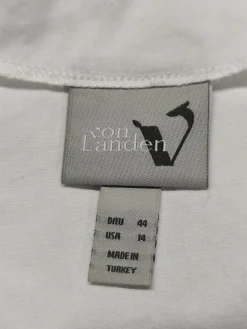 von
Landen
D/EU 44
USA 14
MADE IN
TURKEY